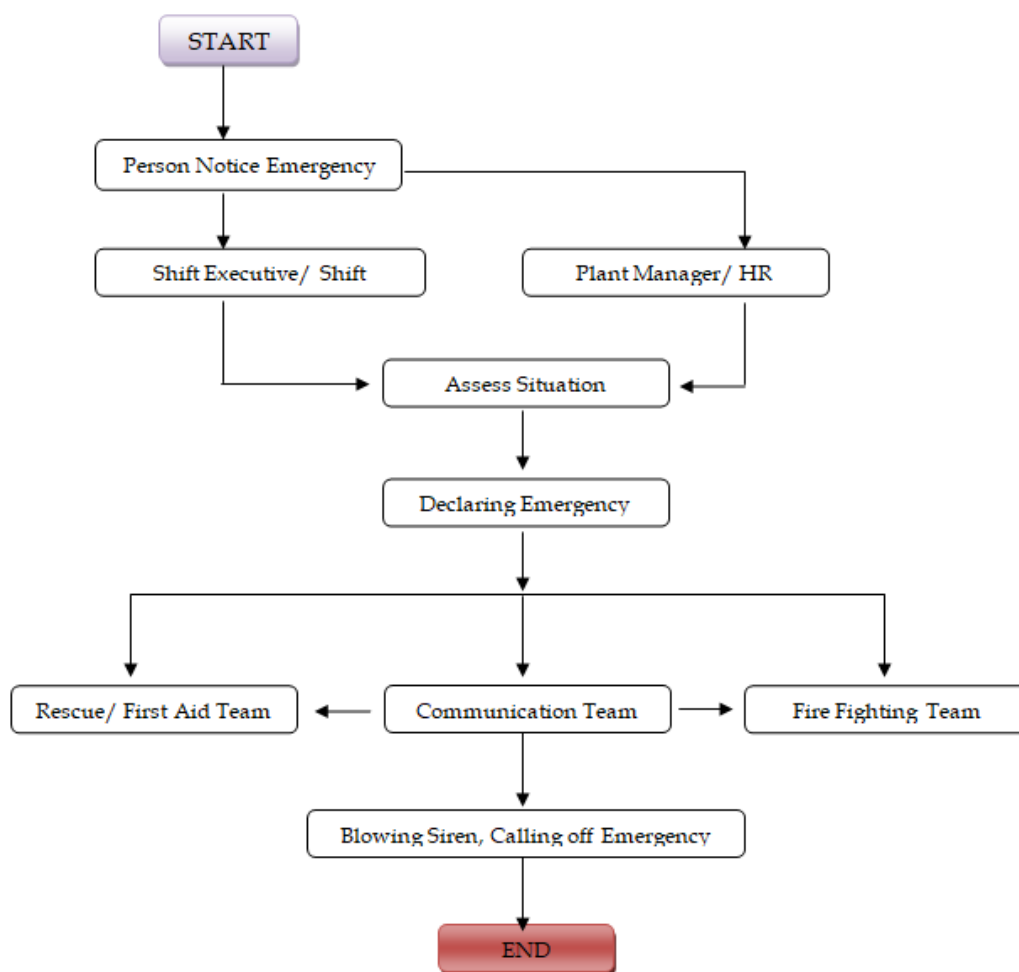 START
Person Notice Emergency
Shift Executive/ Shift
Plant Manager/ HR
Assess Situation
Declaring Emergency
Rescue/ First Aid Team
Communication Team
Fire Fighting Team
Blowing Siren, Calling off Emergency
END